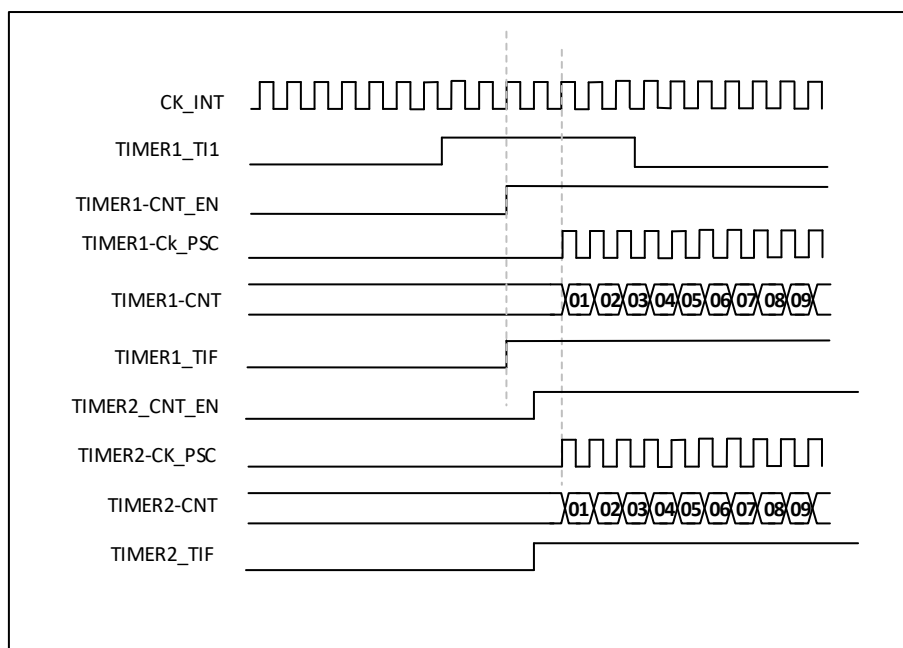 CK_INT
TIMER1_TI1
TIMER1-CNT_EN
TIMER1-Ck_PSC
TIMER1-CNT
01 02 03 04 05 06 07 08 09
TIMER1_TIF
TIMER2_CNT_EN
TIMER2-CK_PSC
TIMER2-CNT
01 02 03 04 05 06 07 08 09
TIMER2_TIF